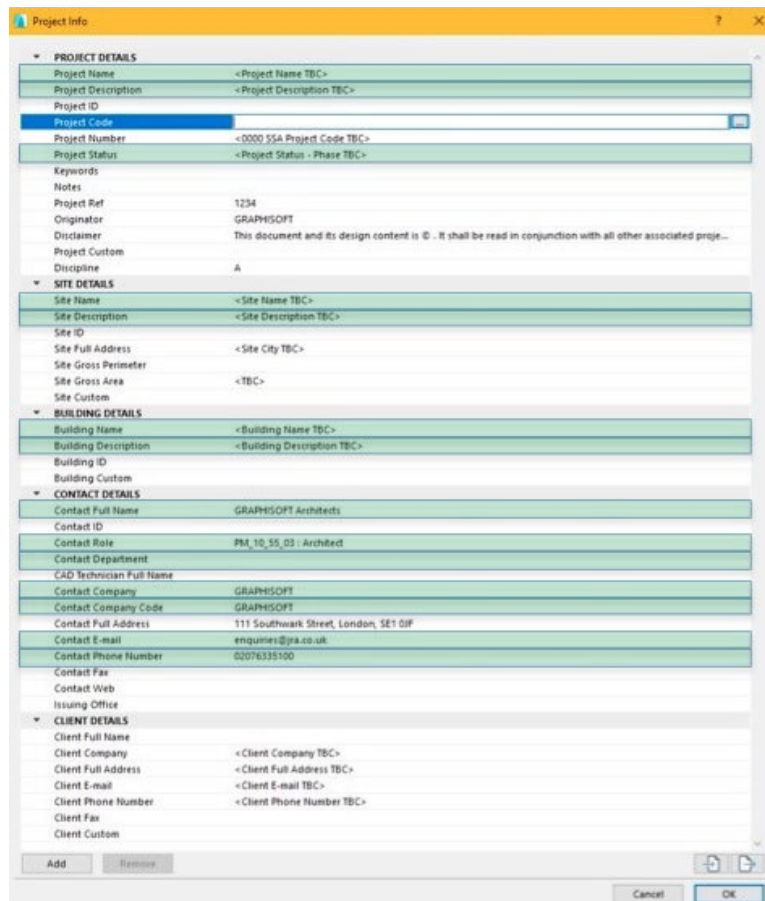 Project Info
PROJECT DETAILS
Project Name <Project Name TBC>
Project Description <Project Description TBC>
Project ID
Project Code
Project Number <0000 SSA Project Code TBC>
Project Status <Project Status - Phase TBC>
Keywords
Notes
Project Ref 1234
Originator GRAPHISOFT
Disclaimer This document and its design content is © . It shall be read in conjunction with all other associated proje...
Project Custom
Discipline A
SITE DETAILS
Site Name <Site Name TBC>
Site Description <Site Description TBC>
Site ID
Site Full Address <Site City TBC>
Site Gross Perimeter
Site Gross Area <TBC>
Site Custom
BUILDING DETAILS
Building Name <Building Name TBC>
Building Description <Building Description TBC>
Building ID
Building Custom
CONTACT DETAILS
Contact Full Name GRAPHISOFT Architects
Contact ID
Contact Role PM_10_55_03 : Architect
Contact Department
CAD Technician Full Name
Contact Company GRAPHISOFT
Contact Company Code GRAPHISOFT
Contact Full Address 111 Southwark Street, London, SE1 0JF
Contact E-mail enquiries@jra.co.uk
Contact Phone Number 02076335100
Contact Fax
Contact Web
Issuing Office
CLIENT DETAILS
Client Full Name
Client Company <Client Company TBC>
Client Full Address <Client Full Address TBC>
Client E-mail <Client E-mail TBC>
Client Phone Number <Client Phone Number TBC>
Client Fax
Client Custom
Add Remove
Cancel OK